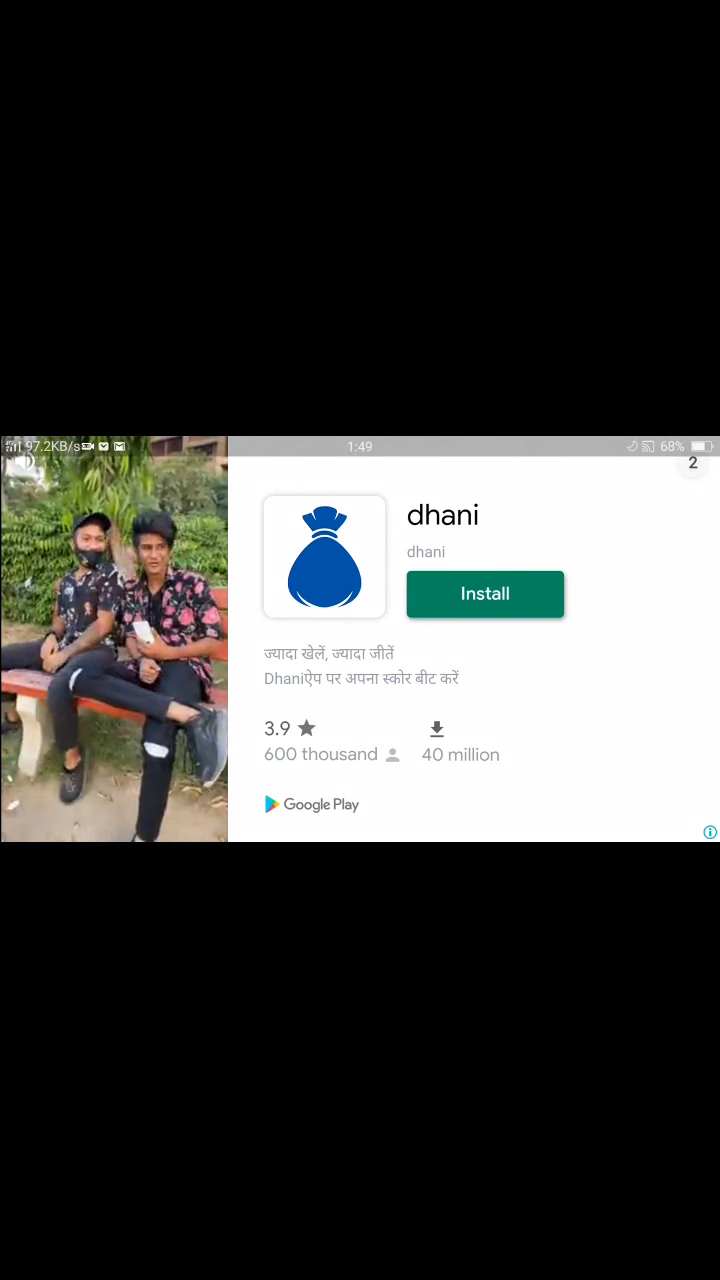 97.2KB/s
1:49
68%
2
dhani
dhani
Install
ज्यादा खेलें, ज्यादा जीतें
Dhaniऐप पर अपना स्कोर बीट करें
3.9
600 thousand
40 million
Google Play